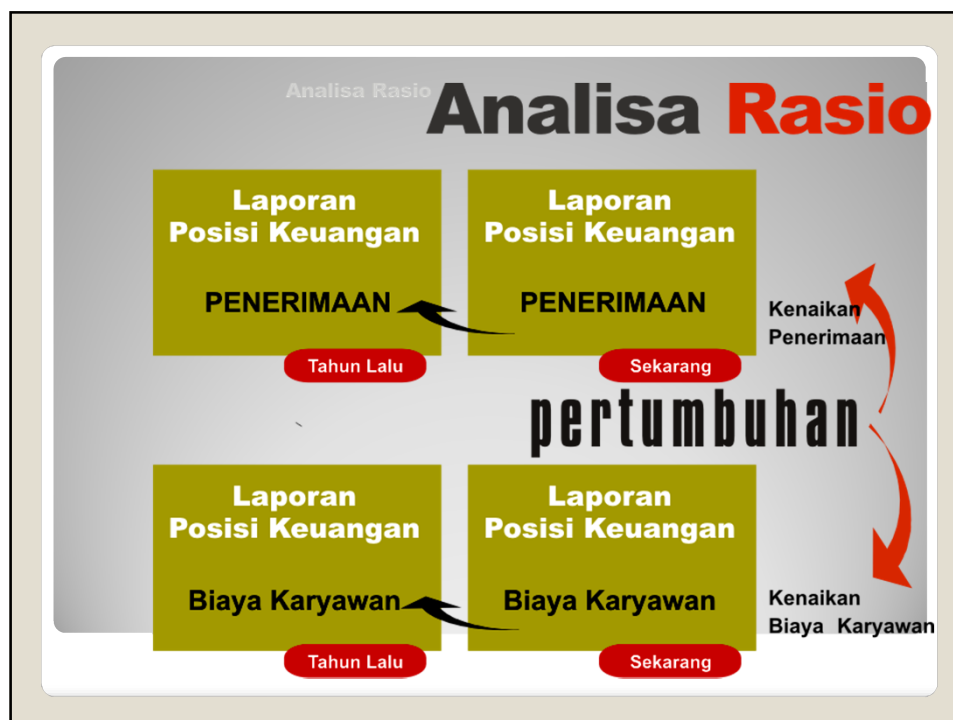 Analisa Rasio
Analisa Rasio
Laporan
Posisi Keuangan
PENERIMAAN
Tahun Lalu
Laporan
Posisi Keuangan
PENERIMAAN
Sekarang
Kenaikan
Penerimaan
pertumbuhan
Laporan
Posisi Keuangan
Biaya Karyawan
Tahun Lalu
Laporan
Posisi Keuangan
Biaya Karyawan
Sekarang
Kenaikan
Biaya Karyawan